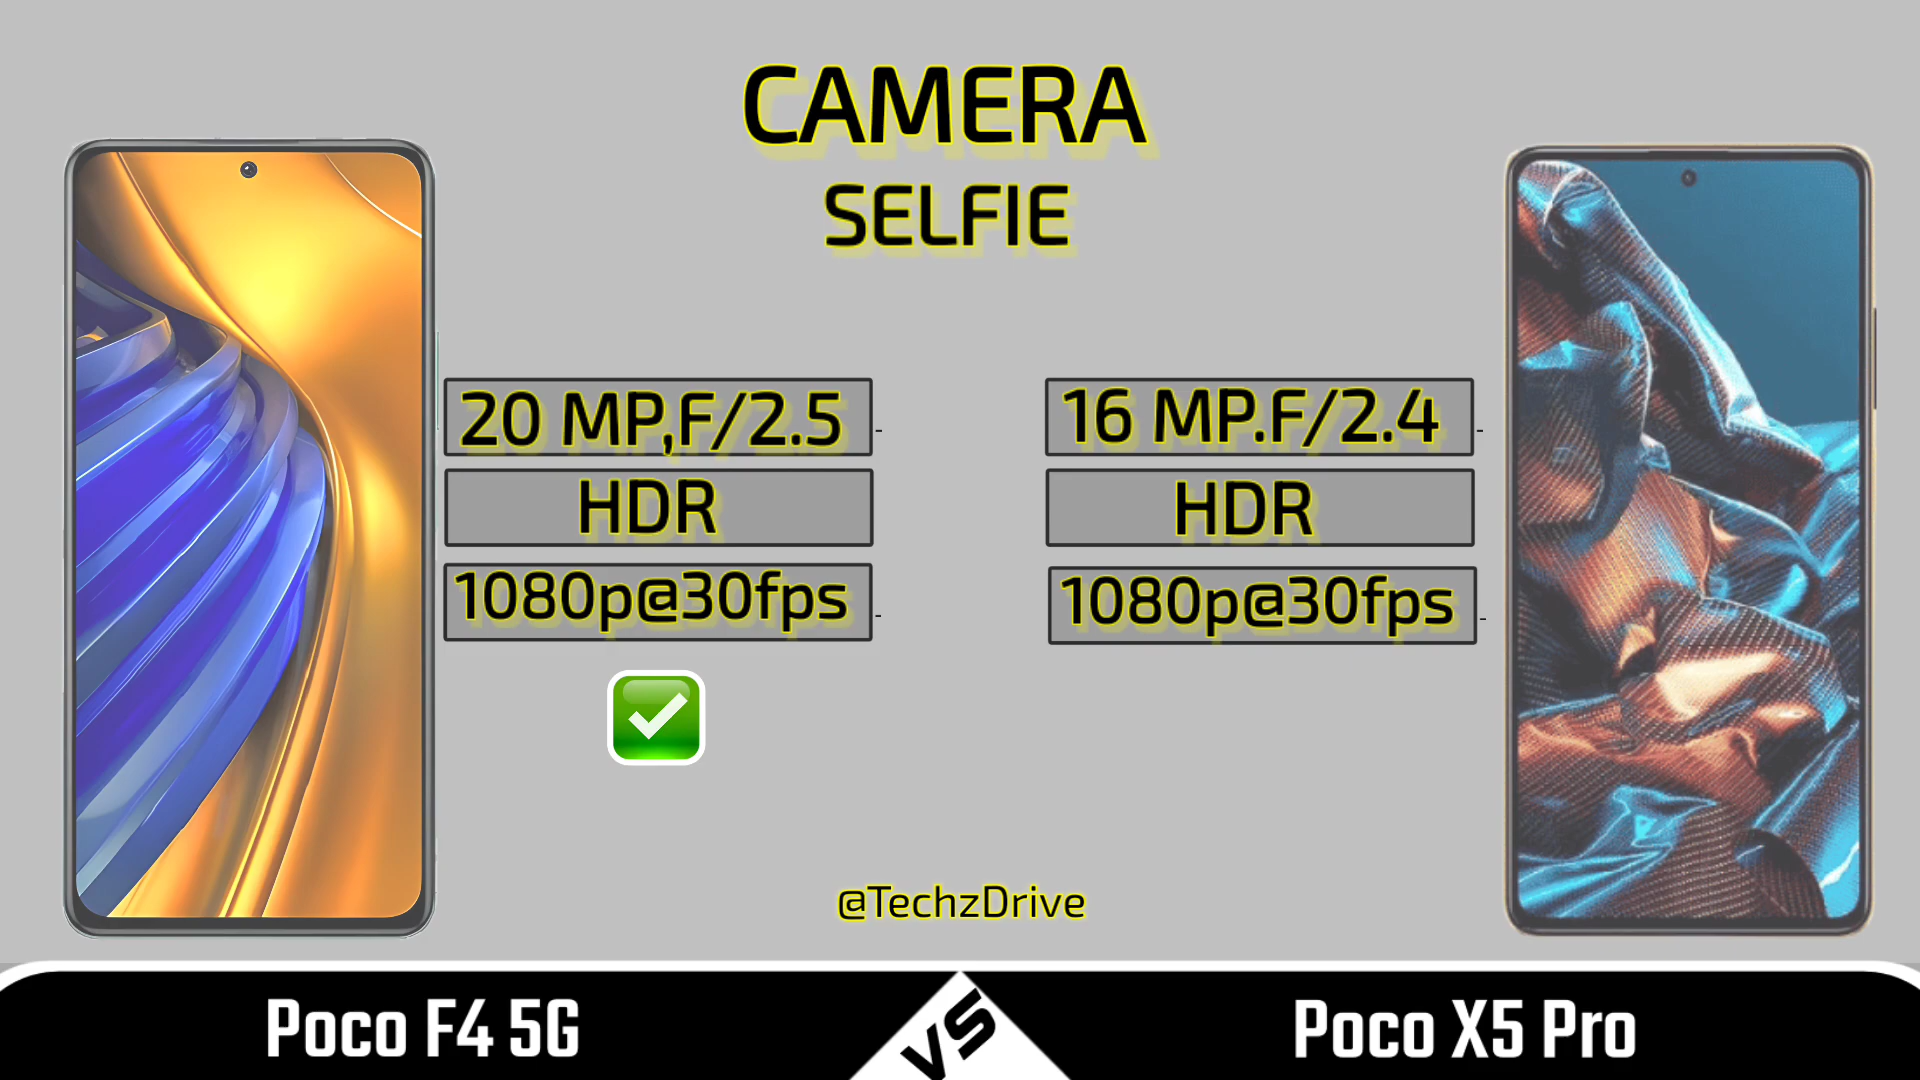 CAMERA
SELFIE
20 MP,F/2.5
HDR
1080p@30fps
16 MP.F/2.4
HDR
1080p@30fps
@TechzDrive
Poco F4 5G
VS
Poco X5 Pro